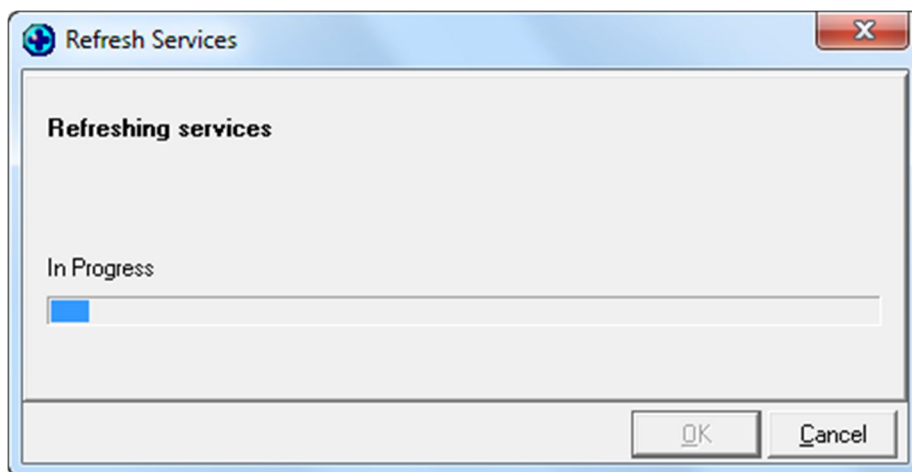 Refresh Services
Refreshing services
In Progress
OK Cancel